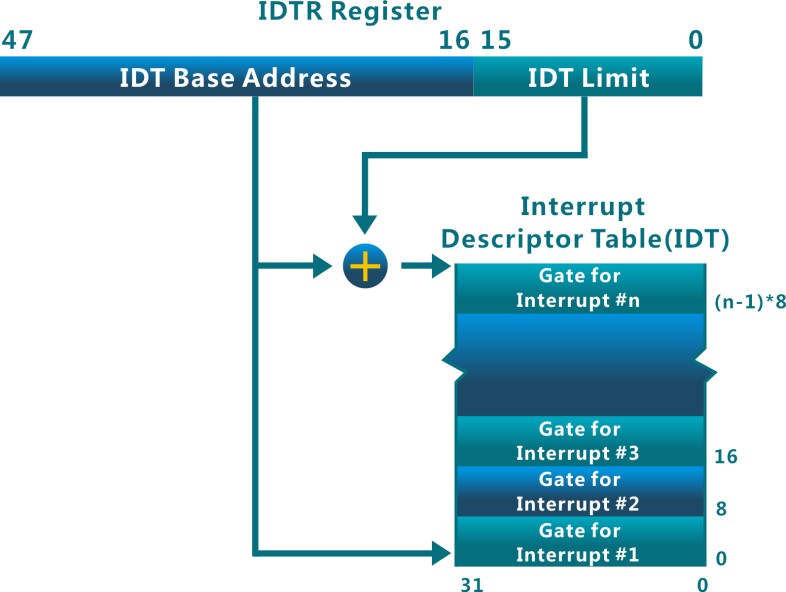 IDTR Register
47 16 15 0
IDT Base Address IDT Limit
Interrupt
Descriptor Table(IDT)
Gate for
Interrupt #n
(n-1)*8
Gate for
Interrupt #3
16
Gate for
Interrupt #2
8
Gate for
Interrupt #1
0
31 0